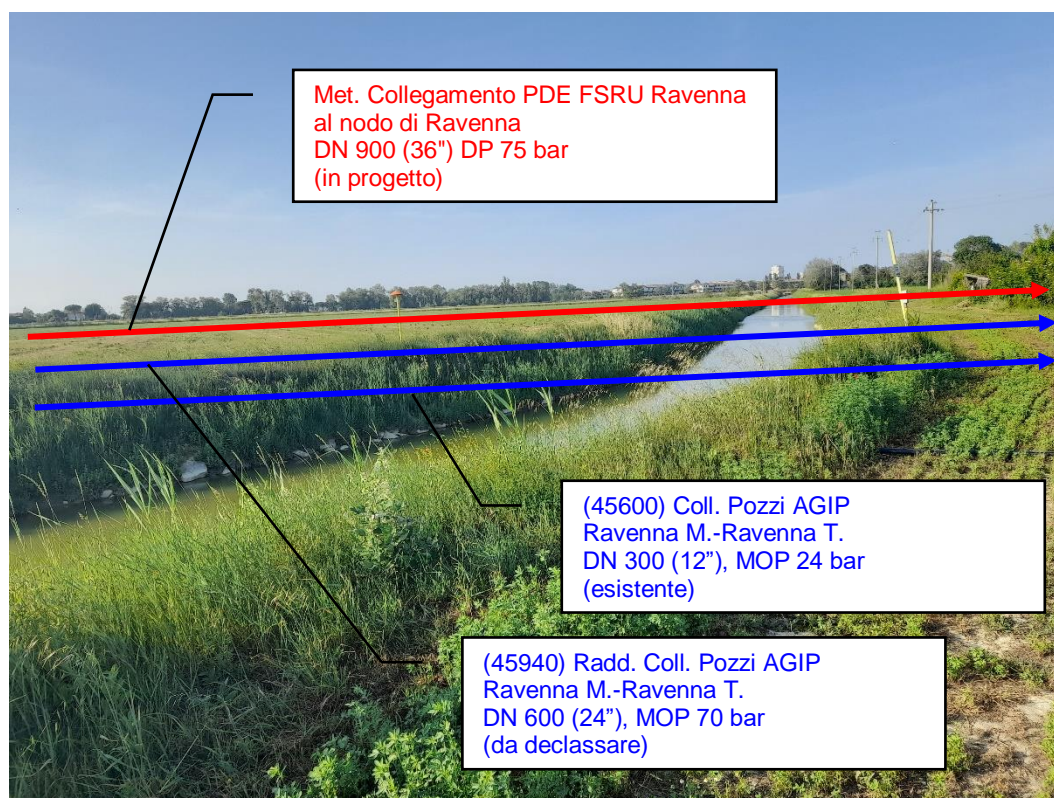 Met. Collegamento PDE FSRU Ravenna
al nodo di Ravenna
DN 900 (36") DP 75 bar
(in progetto)
(45600) Coll. Pozzi AGIP
Ravenna M.-Ravenna T.
DN 300 (12”), MOP 24 bar
(esistente)
(45940) Radd. Coll. Pozzi AGIP
Ravenna M.-Ravenna T.
DN 600 (24”), MOP 70 bar
(da declassare)